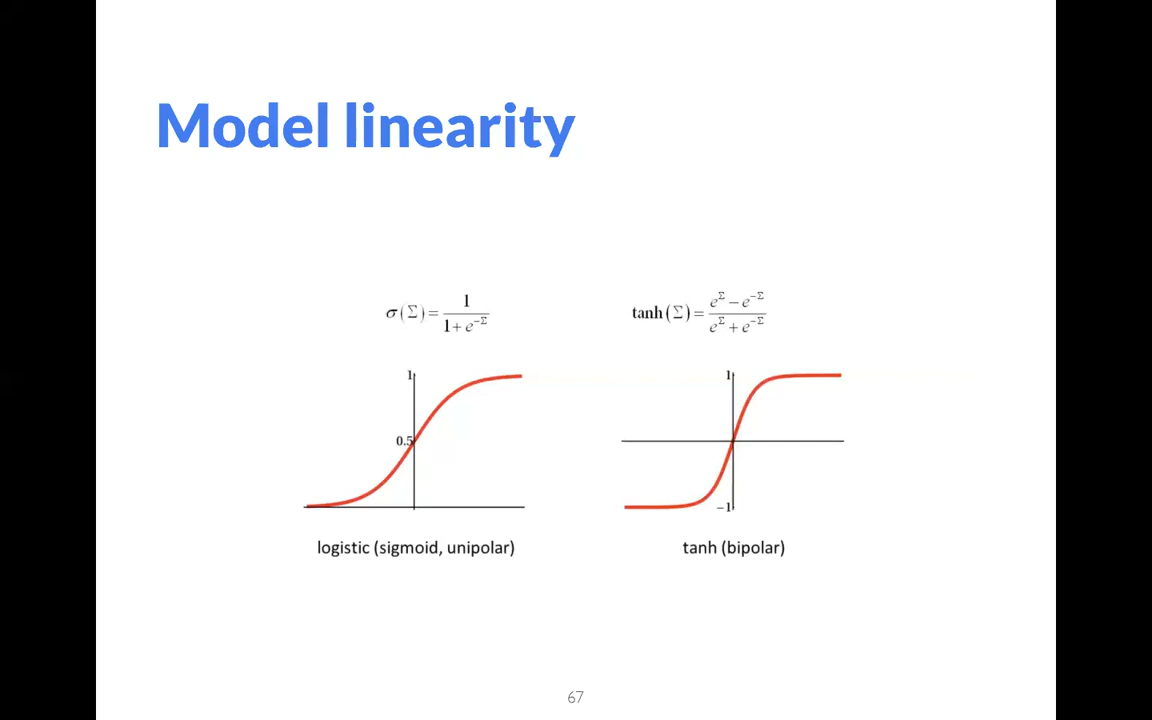 Model linearity
σ(Σ) = 1 / (1 + e^{-Σ})
tanh(Σ) = (e^{Σ} − e^{-Σ}) / (e^{Σ} + e^{-Σ})
1
0.5
logistic (sigmoid, unipolar)
1
−1
tanh (bipolar)
67